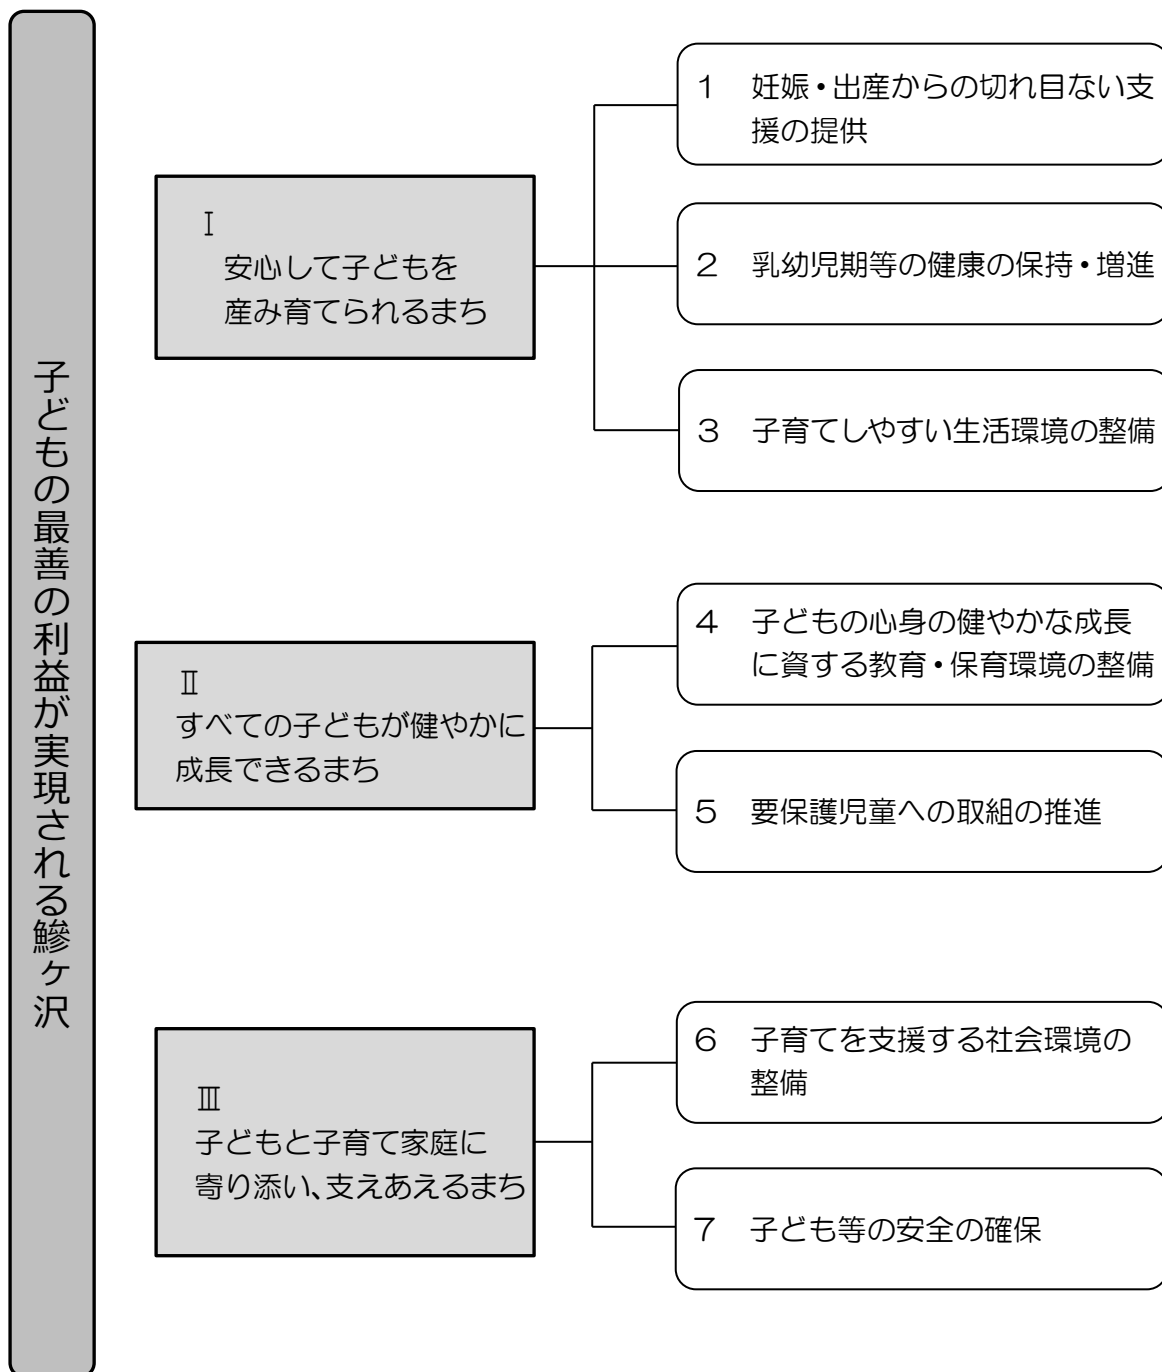 子どもの最善の利益が実現される鰺ヶ沢
Ⅰ
安心して子どもを
産み育てられるまち
1 妊娠・出産からの切れ目ない支
援の提供
2 乳幼児期等の健康の保持・増進
3 子育てしやすい生活環境の整備
Ⅱ
すべての子どもが健やかに
成長できるまち
4 子どもの心身の健やかな成長
に資する教育・保育環境の整備
5 要保護児童への取組の推進
Ⅲ
子どもと子育て家庭に
寄り添い、支えあえるまち
6 子育てを支援する社会環境の
整備
7 子ども等の安全の確保